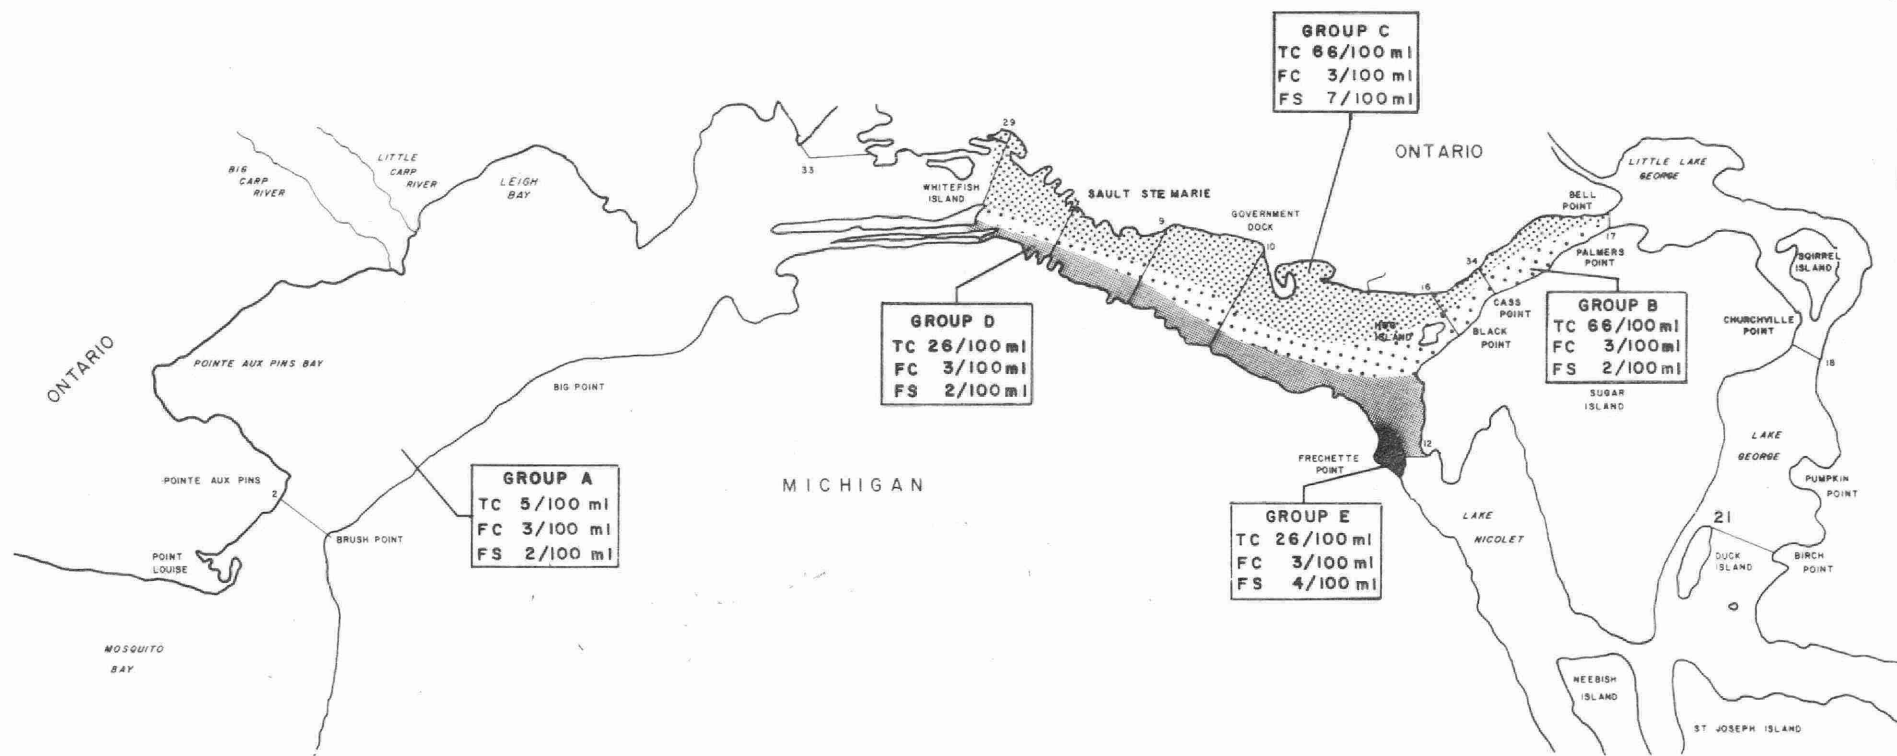 GROUP C
TC 66/100 ml
FC 3/100 ml
FS 7/100 ml
ONTARIO
29
33
LITTLE
CARP
RIVER
BIG
CARP
RIVER
LEIGH
BAY
WHITEFISH
ISLAND
SAULT STE MARIE
9
GOVERNMENT
DOCK
10
LITTLE LAKE
GEORGE
BELL
POINT
17
PALMERS
POINT
SQIRREL
ISLAND
34
16
CASS
POINT
BLACK
POINT
ISLAND
GROUP B
TC 66/100 ml
FC 3/100 ml
FS 2/100 ml
SUGAR
ISLAND
CHURCHVILLE
POINT
18
GROUP D
TC 26/100 ml
FC 3/100 ml
FS 2/100 ml
ONTARIO
POINTE AUX PINS BAY
BIG POINT
12
FRECHETTE
POINT
LAKE
GEORGE
PUMPKIN
POINT
POINTE AUX PINS
2
BRUSH POINT
GROUP A
TC 5/100 ml
FC 3/100 ml
FS 2/100 ml
MICHIGAN
GROUP E
TC 26/100 ml
FC 3/100 ml
FS 4/100 ml
LAKE
NICOLET
21
DUCK
ISLAND
BIRCH
POINT
POINT
LOUISE
MOSQUITO
BAY
NEEBISH
ISLAND
ST JOSEPH ISLAND